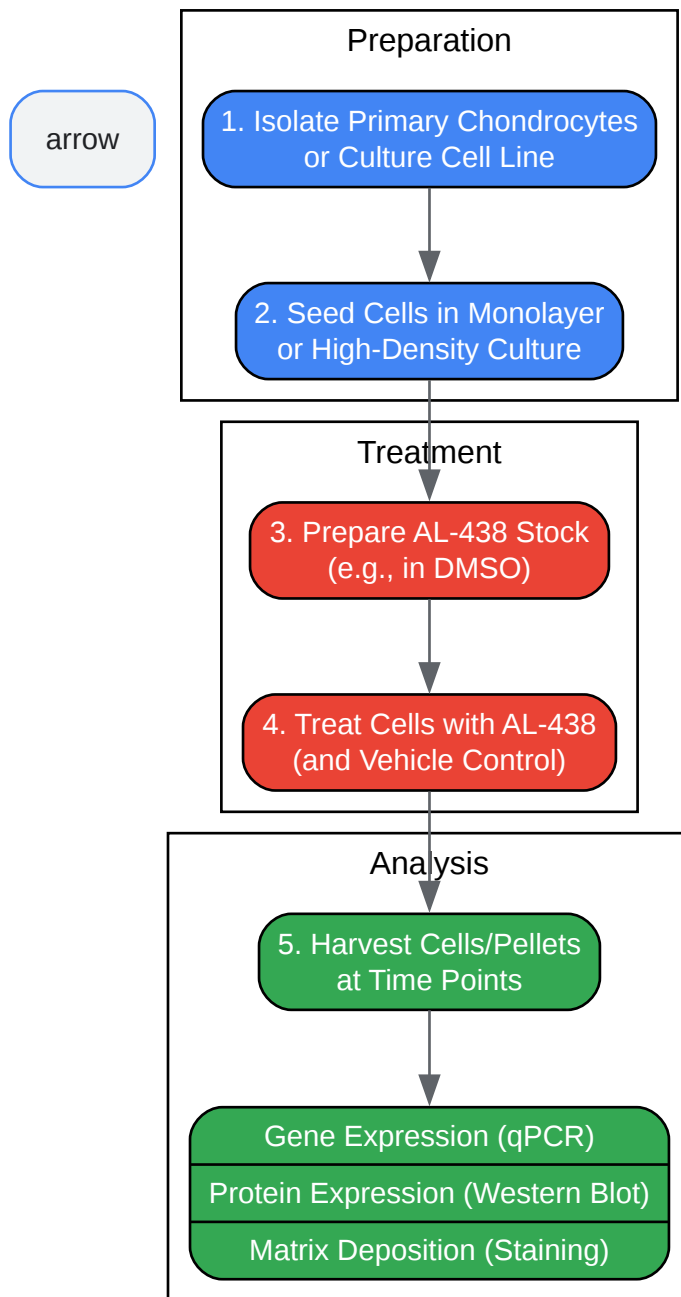 Preparation
arrow
1. Isolate Primary Chondrocytes
or Culture Cell Line
2. Seed Cells in Monolayer
or High-Density Culture
Treatment
3. Prepare AL-438 Stock
(e.g., in DMSO)
4. Treat Cells with AL-438
(and Vehicle Control)
Analysis
5. Harvest Cells/Pellets
at Time Points
Gene Expression (qPCR)
Protein Expression (Western Blot)
Matrix Deposition (Staining)